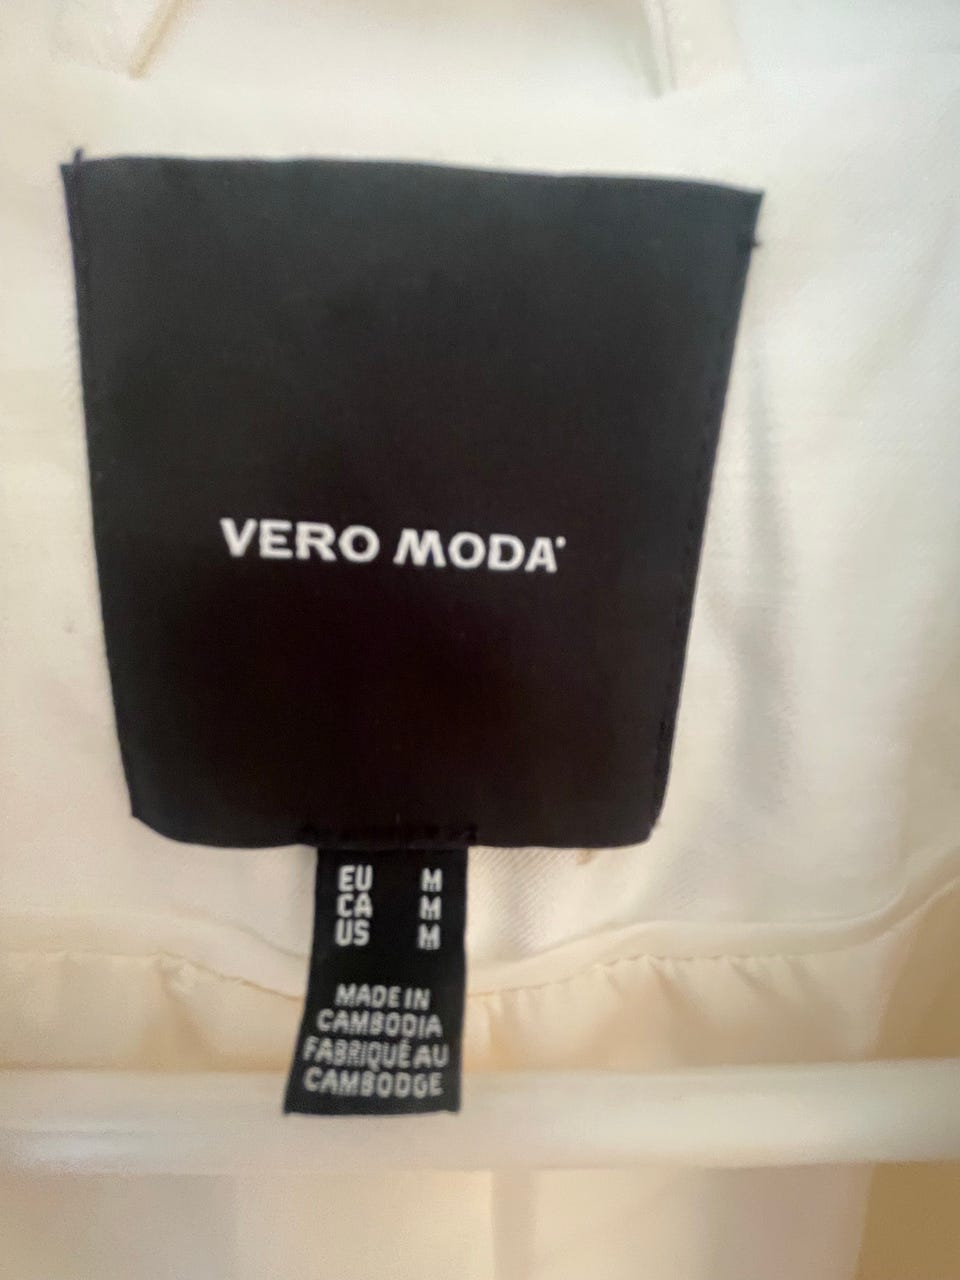 VERO MODA
EU M
CA M
US M
MADE IN
CAMBODIA
FABRIQUÉ AU
CAMBODGE